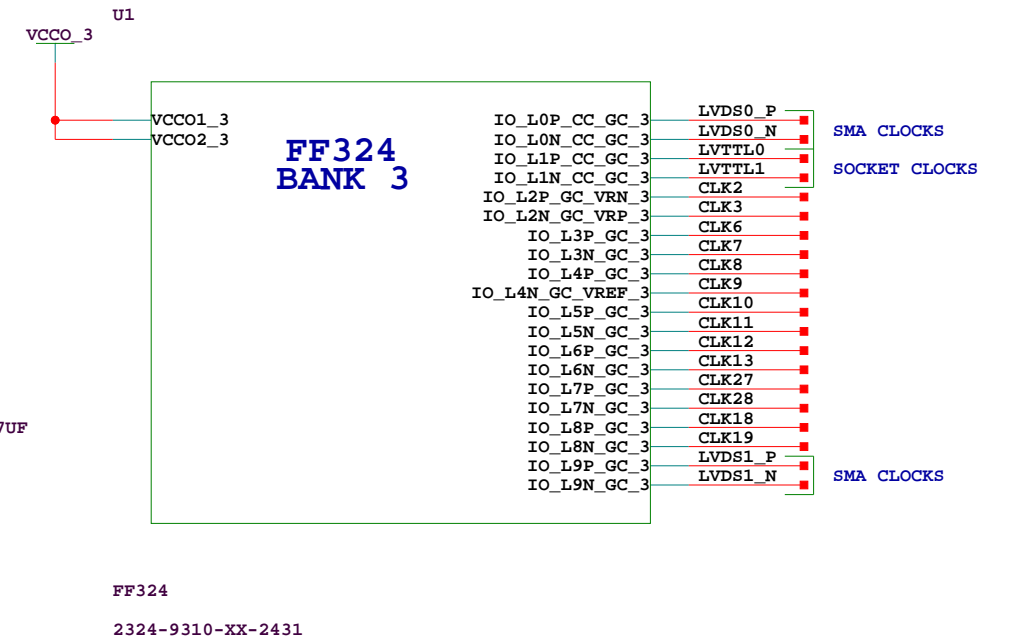 U1
VCCO_3
VCCO1_3
VCCO2_3
FF324
BANK 3
IO_L0P_CC_GC_3 LVDS0_P
IO_L0N_CC_GC_3 LVDS0_N
SMA CLOCKS
IO_L1P_CC_GC_3 LVTTL0
IO_L1N_CC_GC_3 LVTTL1
SOCKET CLOCKS
IO_L2P_GC_VRN_3 CLK2
IO_L2N_GC_VRP_3 CLK3
IO_L3P_GC_3 CLK6
IO_L3N_GC_3 CLK7
IO_L4P_GC_3 CLK8
IO_L4N_GC_VREF_3 CLK9
IO_L5P_GC_3 CLK10
IO_L5N_GC_3 CLK11
IO_L6P_GC_3 CLK12
IO_L6N_GC_3 CLK13
IO_L7P_GC_3 CLK27
IO_L7N_GC_3 CLK28
IO_L8P_GC_3 CLK18
IO_L8N_GC_3 CLK19
IO_L9P_GC_3 LVDS1_P
IO_L9N_GC_3 LVDS1_N
SMA CLOCKS
FF324
2324-9310-XX-2431